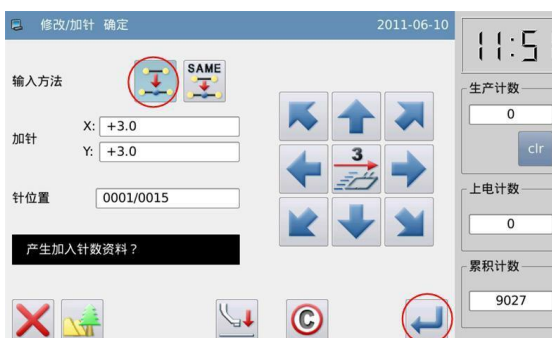 修改/加针 确定 2011-06-10
11:5
输入方法 SAME
生产计数
0
clr
加针 X: +3.0
Y: +3.0
3
针位置 0001/0015
上电计数
0
产生加入针数资料？
累积计数
9027
C